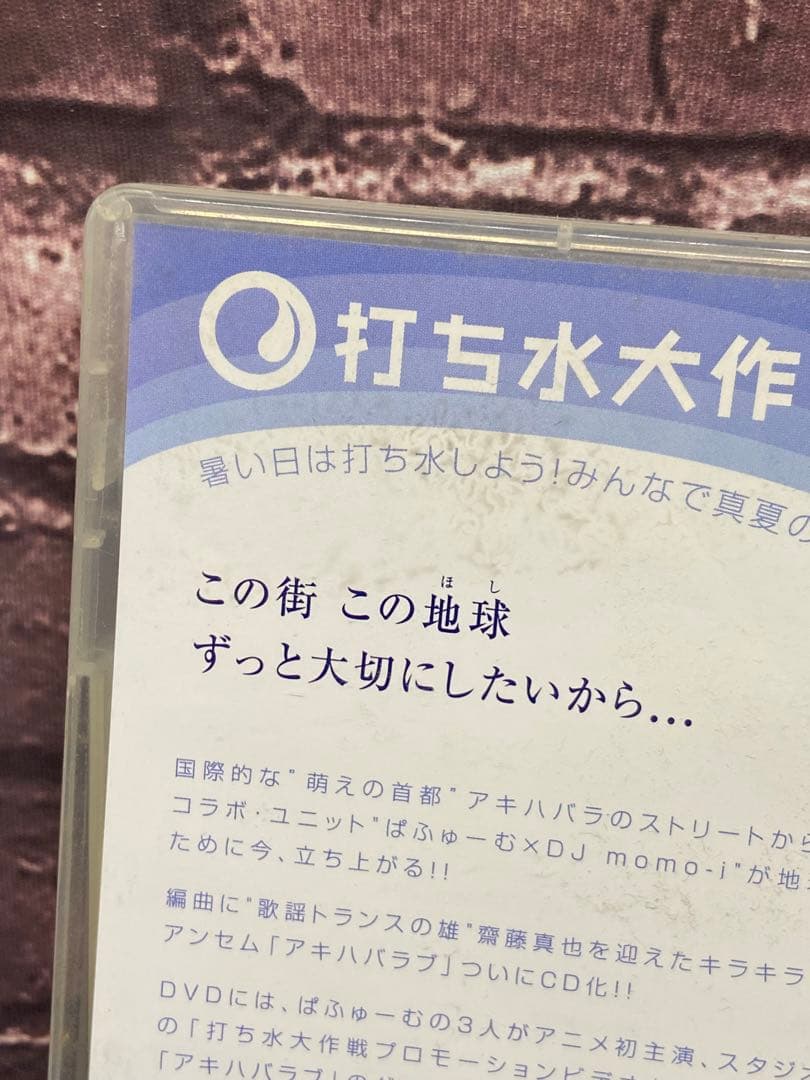 打ち水大作
暑い日は打ち水しよう!みんなで真夏の
ほし
この街 この地球
ずっと大切にしたいから...
国際的な"萌えの首都"アキハバラのストリートから
コラボ・ユニット"ぱふゅーむ×DJ momo-i"が地
ために今、立ち上がる!!
編曲に"歌謡トランスの雄"齋藤真也を迎えたキラキラ
アンセム「アキハバラブ」ついにCD化!!
DVDには、ぱふゅーむの3人がアニメ初主演、スタジオ
の「打ち水大作戦プロモーションビデオ
「アキハバラブ」の